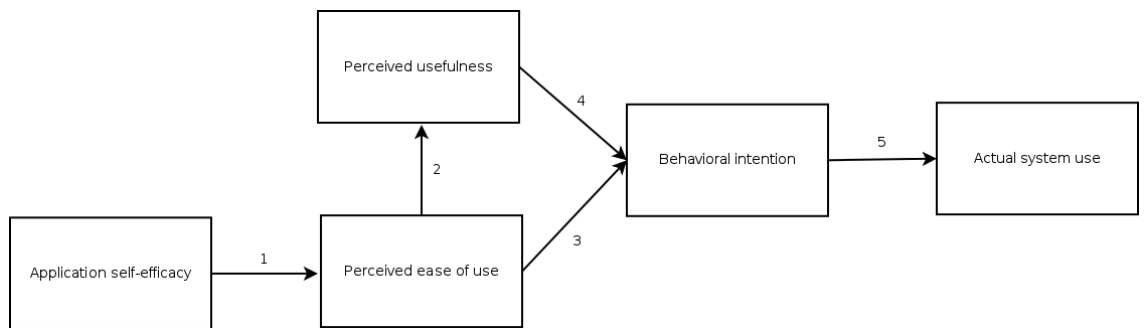 Perceived usefulness
4
Behavioral intention
5
Actual system use
2
3
Application self-efficacy
1
Perceived ease of use